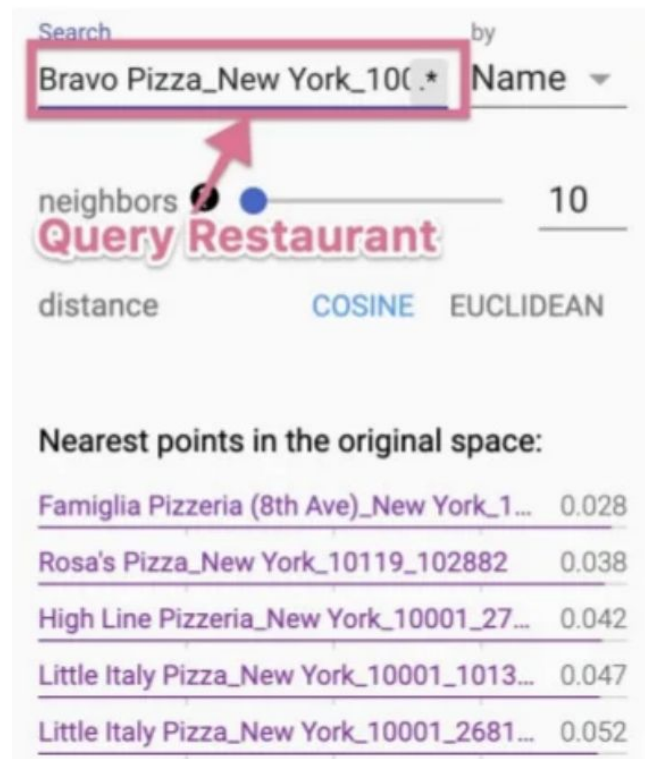 Search by
Bravo Pizza_New York_10( .* Name
neighbors 10
Query Restaurant
distance COSINE EUCLIDEAN
Nearest points in the original space:
Famiglia Pizzeria (8th Ave)_New York_1... 0.028
Rosa's Pizza_New York_10119_102882 0.038
High Line Pizzeria_New York_10001_27... 0.042
Little Italy Pizza_New York_10001_1013... 0.047
Little Italy Pizza_New York_10001_2681... 0.052